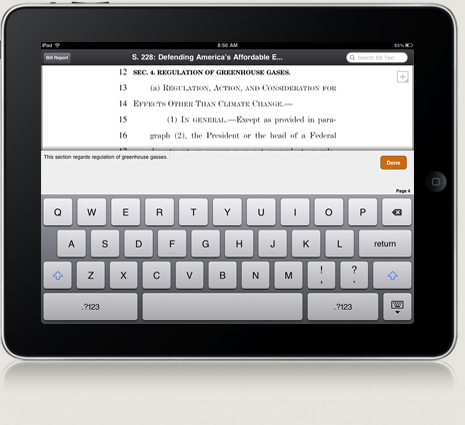 iPad 8:50 AM 83%
Bill Report S. 228: Defending America's Affordable E... Search Bill Text
12 SEC. 4. REGULATION OF GREENHOUSE GASES.
13 (a) REGULATION, ACTION, AND CONSIDERATION FOR
14 EFFECTS OTHER THAN CLIMATE CHANGE.—
15 (1) IN GENERAL.—Except as provided in para-
16 graph (2), the President or the head of a Federal
This section regards regulation of greenhouse gasses.
Done
Page 4
Q W E R T Y U I O P
A S D F G H J K L return
Z X C V B N M ! , ? .
.?123 .?123